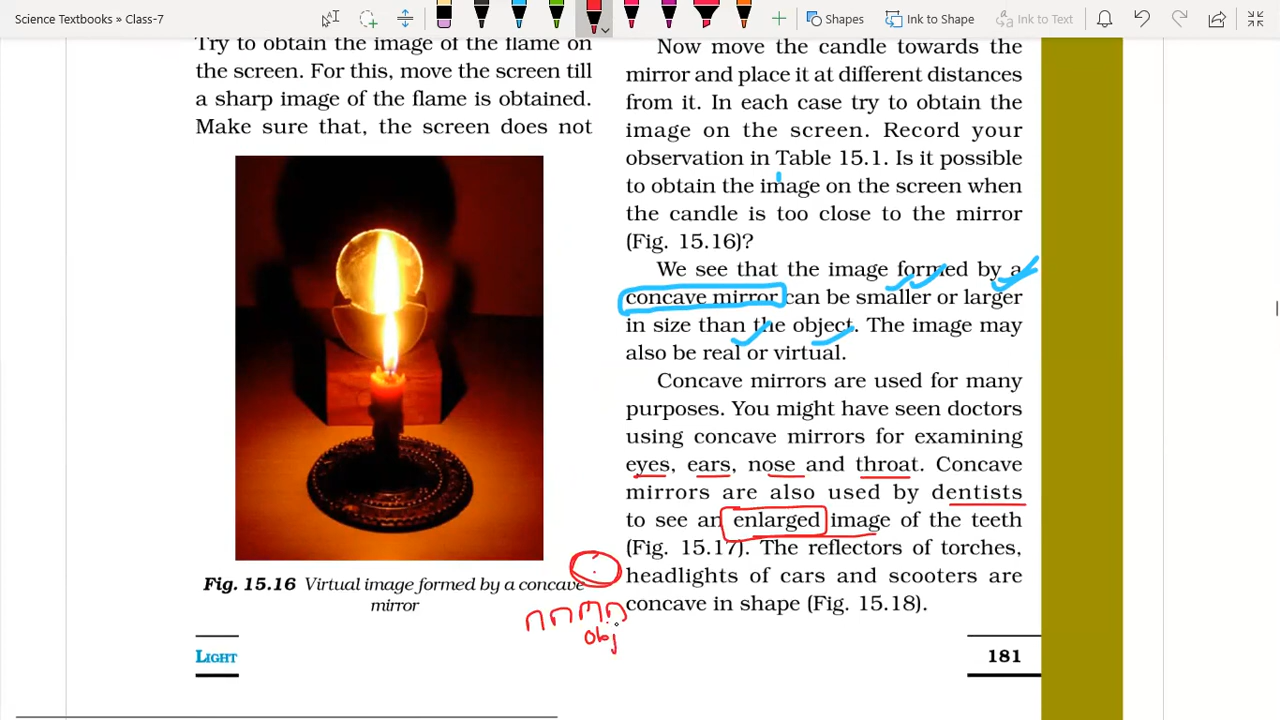 Science Textbooks » Class-7
Shapes
Ink to Shape
Ink to Text
Try to obtain the image of the flame on
the screen. For this, move the screen till
a sharp image of the flame is obtained.
Make sure that, the screen does not
Fig. 15.16 Virtual image formed by a concave
mirror
obj
LIGHT
Now move the candle towards the
mirror and place it at different distances
from it. In each case try to obtain the
image on the screen. Record your
observation in Table 15.1. Is it possible
to obtain the image on the screen when
the candle is too close to the mirror
(Fig. 15.16)?
We see that the image formed by a
concave mirror can be smaller or larger
in size than the object. The image may
also be real or virtual.
Concave mirrors are used for many
purposes. You might have seen doctors
using concave mirrors for examining
eyes, ears, nose and throat. Concave
mirrors are also used by dentists
to see an enlarged image of the teeth
(Fig. 15.17). The reflectors of torches,
headlights of cars and scooters are
concave in shape (Fig. 15.18).
181